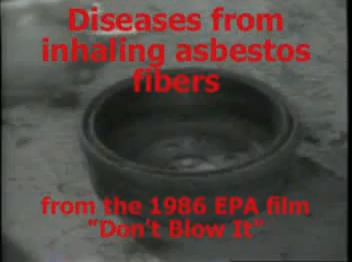 Diseases from
inhaling asbestos
fibers
from the 1986 EPA film
"Don't Blow It"